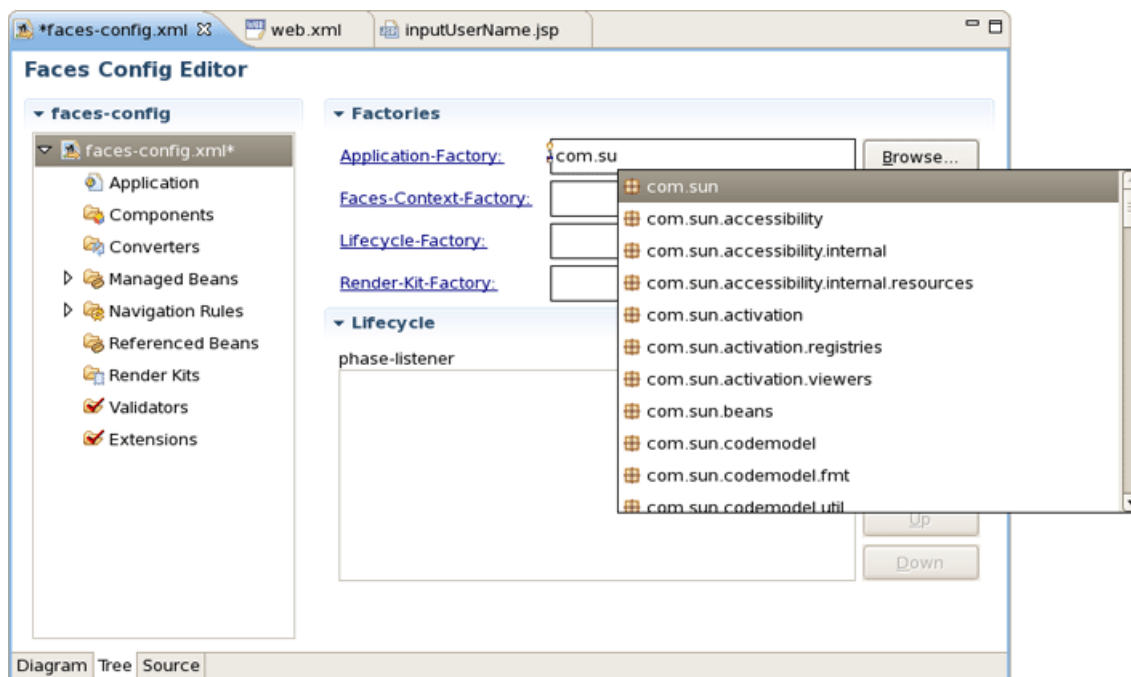 *faces-config.xml web.xml inputUserName.jsp
Faces Config Editor
faces-config
faces-config.xml*
Application
Components
Converters
Managed Beans
Navigation Rules
Referenced Beans
Render Kits
Validators
Extensions
Factories
Application-Factory: com.su Browse...
Faces-Context-Factory:
Lifecycle-Factory:
Render-Kit-Factory:
com.sun
com.sun.accessibility
com.sun.accessibility.internal
com.sun.accessibility.internal.resources
com.sun.activation
com.sun.activation.registries
com.sun.activation.viewers
com.sun.beans
com.sun.codemodel
com.sun.codemodel.fmt
com.sun.codemodel.util
Lifecycle
phase-listener
Up
Down
Diagram Tree Source